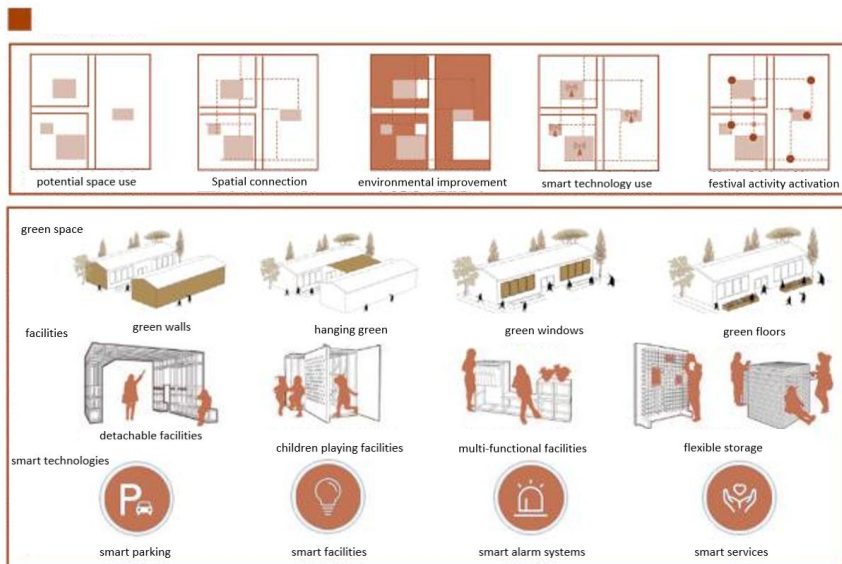 potential space use
Spatial connection
environmental improvement
smart technology use
festival activity activation
green space
green walls
hanging green
green windows
green floors
facilities
detachable facilities
children playing facilities
multi-functional facilities
flexible storage
smart technologies
P
smart parking
smart facilities
smart alarm systems
smart services